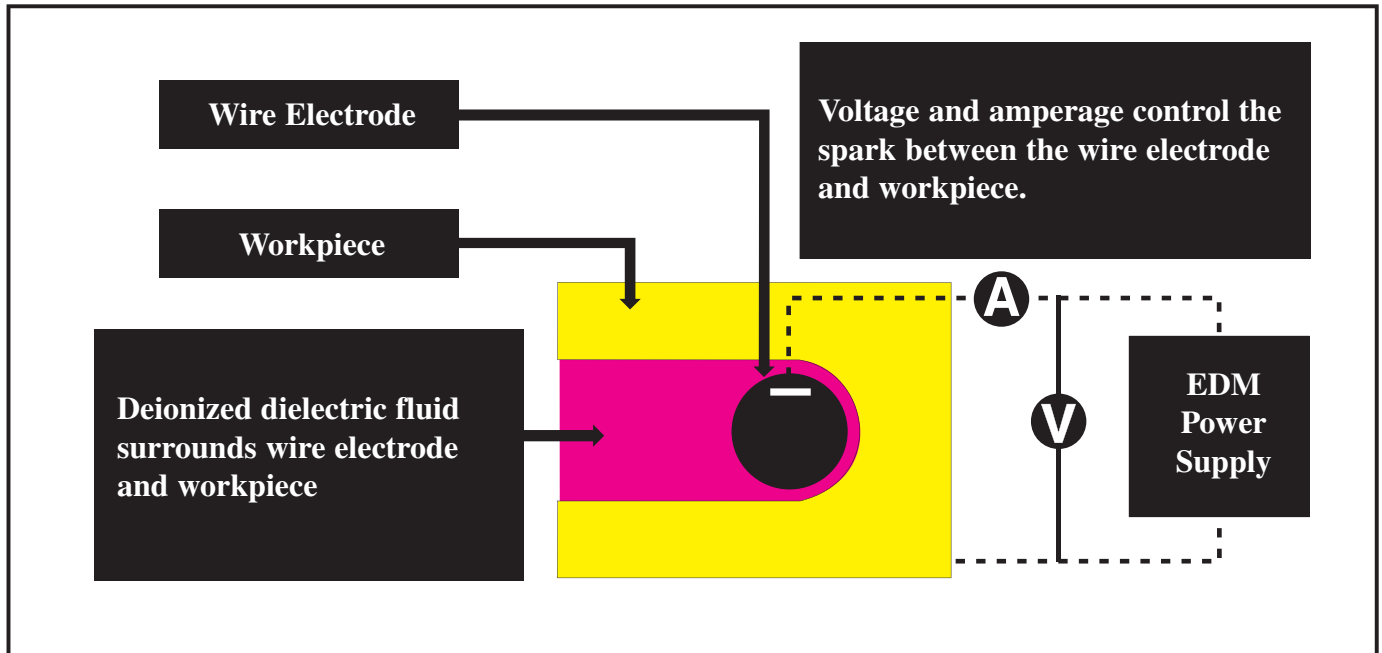 Wire Electrode
Voltage and amperage control the
spark between the wire electrode
and workpiece.
Workpiece
A
Deionized dielectric fluid
surrounds wire electrode
and workpiece
V
EDM
Power
Supply